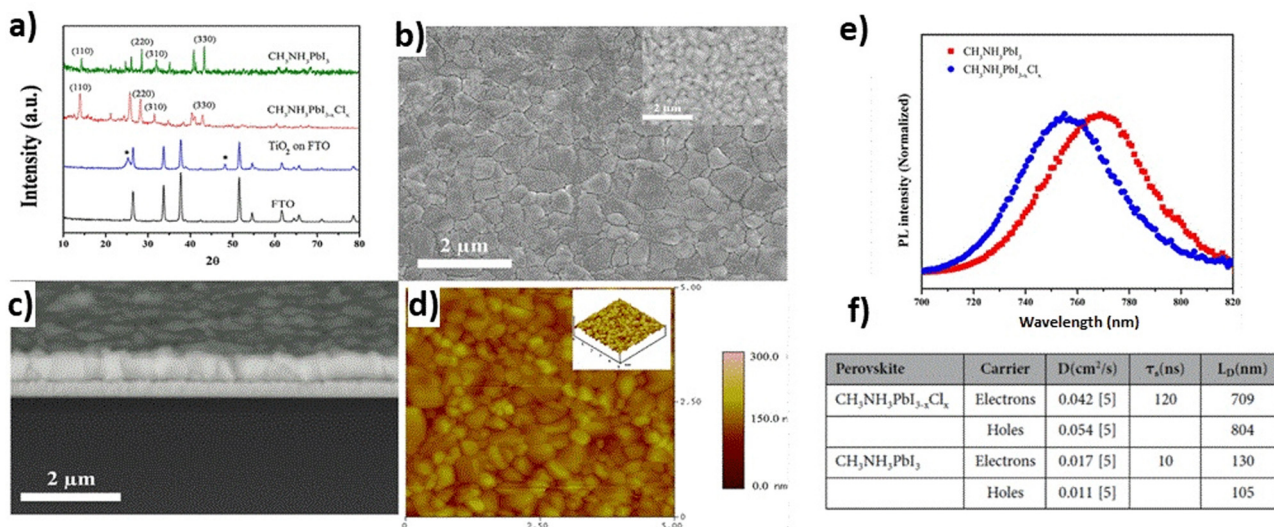 a)
(110)
(220)
(310)
(330)
CH₃NH₃PbI₃
(110)
(220)
(310)
(330)
CH₃NH₃PbI₃₋ₓClₓ
*
*
TiO₂ on FTO
FTO
Intensity (a.u.)
10 20 30 40 50 60 70 80
2θ
b)
2 μm
2 μm
c)
2 μm
d)
5.00
2.50
0
0 2.50 5.00
300.0
150.0
0.0 nm
e)
CH₃NH₃PbI₃
CH₃NH₃PbI₃₋ₓClₓ
PL intensity (Normalized)
700 720 740 760 780 800 820
Wavelength (nm)
f)
Perovskite Carrier D(cm²/s) τₛ(ns) L_D(nm)
CH₃NH₃PbI₃₋ₓClₓ Electrons 0.042 [5] 120 709
Holes 0.054 [5] 804
CH₃NH₃PbI₃ Electrons 0.017 [5] 10 130
Holes 0.011 [5] 105